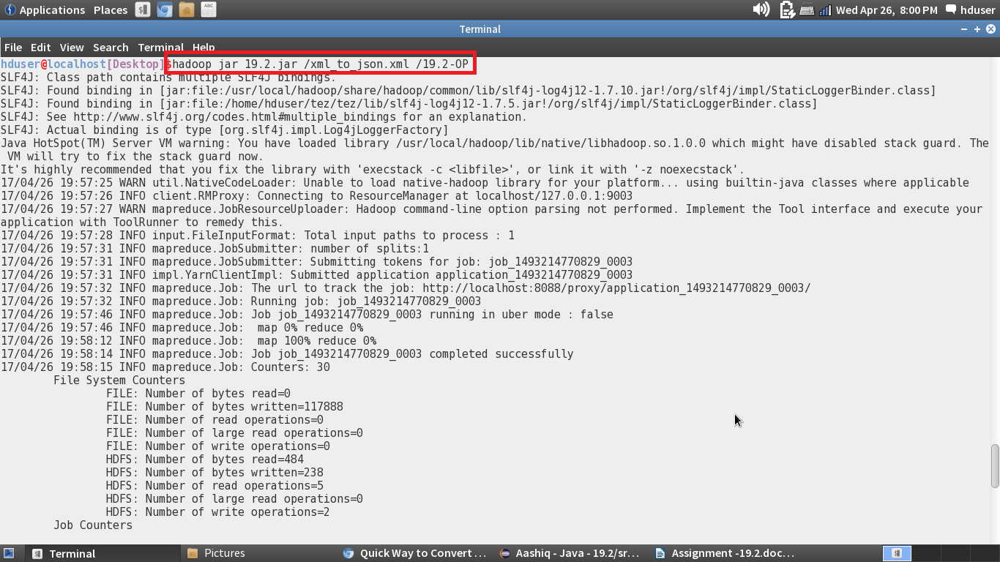 Applications Places ABC Wed Apr 26, 8:00 PM hduser
Terminal
File Edit View Search Terminal Help
hduser@localhost[Desktop]$hadoop jar 19.2.jar /xml_to_json.xml /19.2-OP
SLF4J: Class path contains multiple SLF4J bindings.
SLF4J: Found binding in [jar:file:/usr/local/hadoop/share/hadoop/common/lib/slf4j-log4j12-1.7.10.jar!/org/slf4j/impl/StaticLoggerBinder.class]
SLF4J: Found binding in [jar:file:/home/hduser/tez/tez/lib/slf4j-log4j12-1.7.5.jar!/org/slf4j/impl/StaticLoggerBinder.class]
SLF4J: See http://www.slf4j.org/codes.html#multiple_bindings for an explanation.
SLF4J: Actual binding is of type [org.slf4j.impl.Log4jLoggerFactory]
Java HotSpot(TM) Server VM warning: You have loaded library /usr/local/hadoop/lib/native/libhadoop.so.1.0.0 which might have disabled stack guard. The
VM will try to fix the stack guard now.
It's highly recommended that you fix the library with 'execstack -c <libfile>', or link it with '-z noexecstack'.
17/04/26 19:57:25 WARN util.NativeCodeLoader: Unable to load native-hadoop library for your platform... using builtin-java classes where applicable
17/04/26 19:57:26 INFO client.RMProxy: Connecting to ResourceManager at localhost/127.0.0.1:9003
17/04/26 19:57:27 WARN mapreduce.JobResourceUploader: Hadoop command-line option parsing not performed. Implement the Tool interface and execute your
application with ToolRunner to remedy this.
17/04/26 19:57:28 INFO input.FileInputFormat: Total input paths to process : 1
17/04/26 19:57:31 INFO mapreduce.JobSubmitter: number of splits:1
17/04/26 19:57:31 INFO mapreduce.JobSubmitter: Submitting tokens for job: job_1493214770829_0003
17/04/26 19:57:31 INFO impl.YarnClientImpl: Submitted application application_1493214770829_0003
17/04/26 19:57:32 INFO mapreduce.Job: The url to track the job: http://localhost:8088/proxy/application_1493214770829_0003/
17/04/26 19:57:32 INFO mapreduce.Job: Running job: job_1493214770829_0003
17/04/26 19:57:46 INFO mapreduce.Job: Job job_1493214770829_0003 running in uber mode : false
17/04/26 19:57:46 INFO mapreduce.Job: map 0% reduce 0%
17/04/26 19:58:12 INFO mapreduce.Job: map 100% reduce 0%
17/04/26 19:58:14 INFO mapreduce.Job: Job job_1493214770829_0003 completed successfully
17/04/26 19:58:15 INFO mapreduce.Job: Counters: 30
File System Counters
FILE: Number of bytes read=0
FILE: Number of bytes written=117888
FILE: Number of read operations=0
FILE: Number of large read operations=0
FILE: Number of write operations=0
HDFS: Number of bytes read=484
HDFS: Number of bytes written=238
HDFS: Number of read operations=5
HDFS: Number of large read operations=0
HDFS: Number of write operations=2
Job Counters
Terminal Pictures Quick Way to Convert ... Aashiq - Java - 19.2/sr... Assignment -19.2.doc...